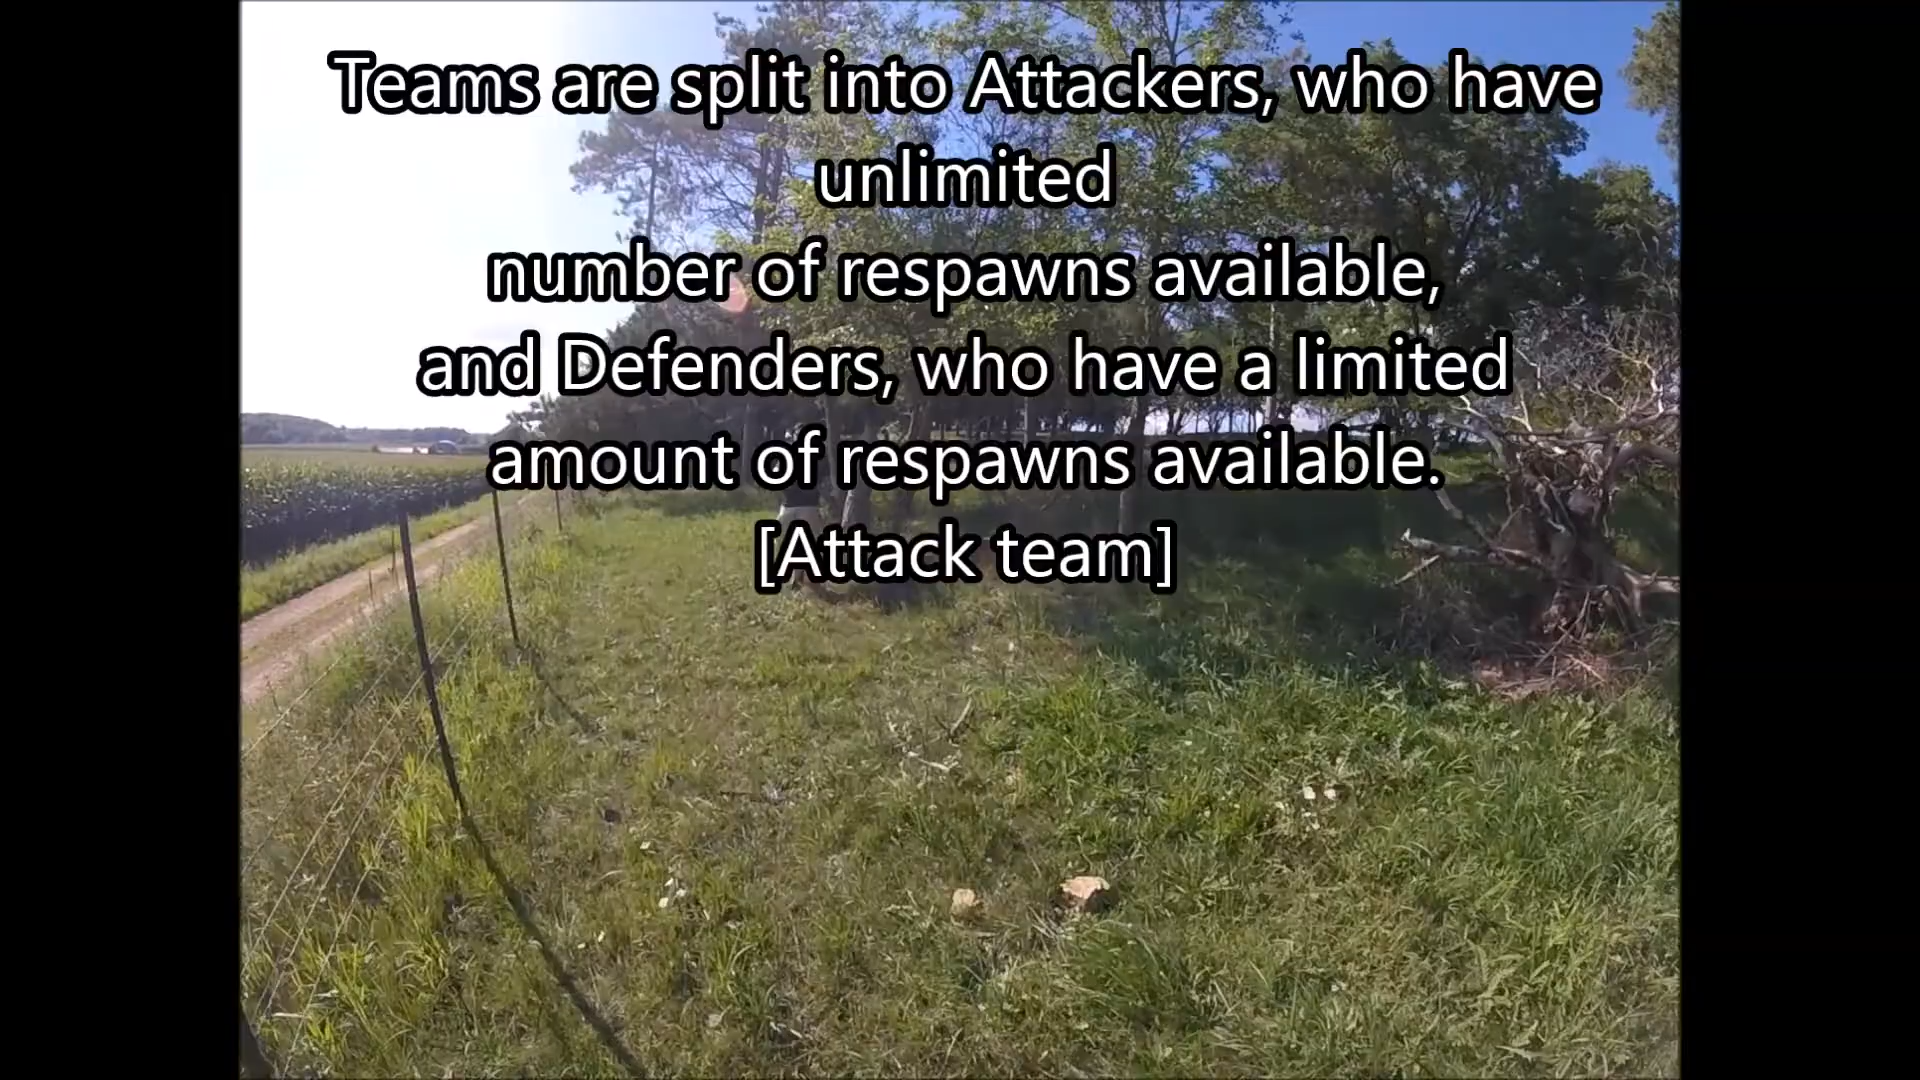 Teams are split into Attackers, who have
unlimited
number of respawns available,
and Defenders, who have a limited
amount of respawns available.
[Attack team]